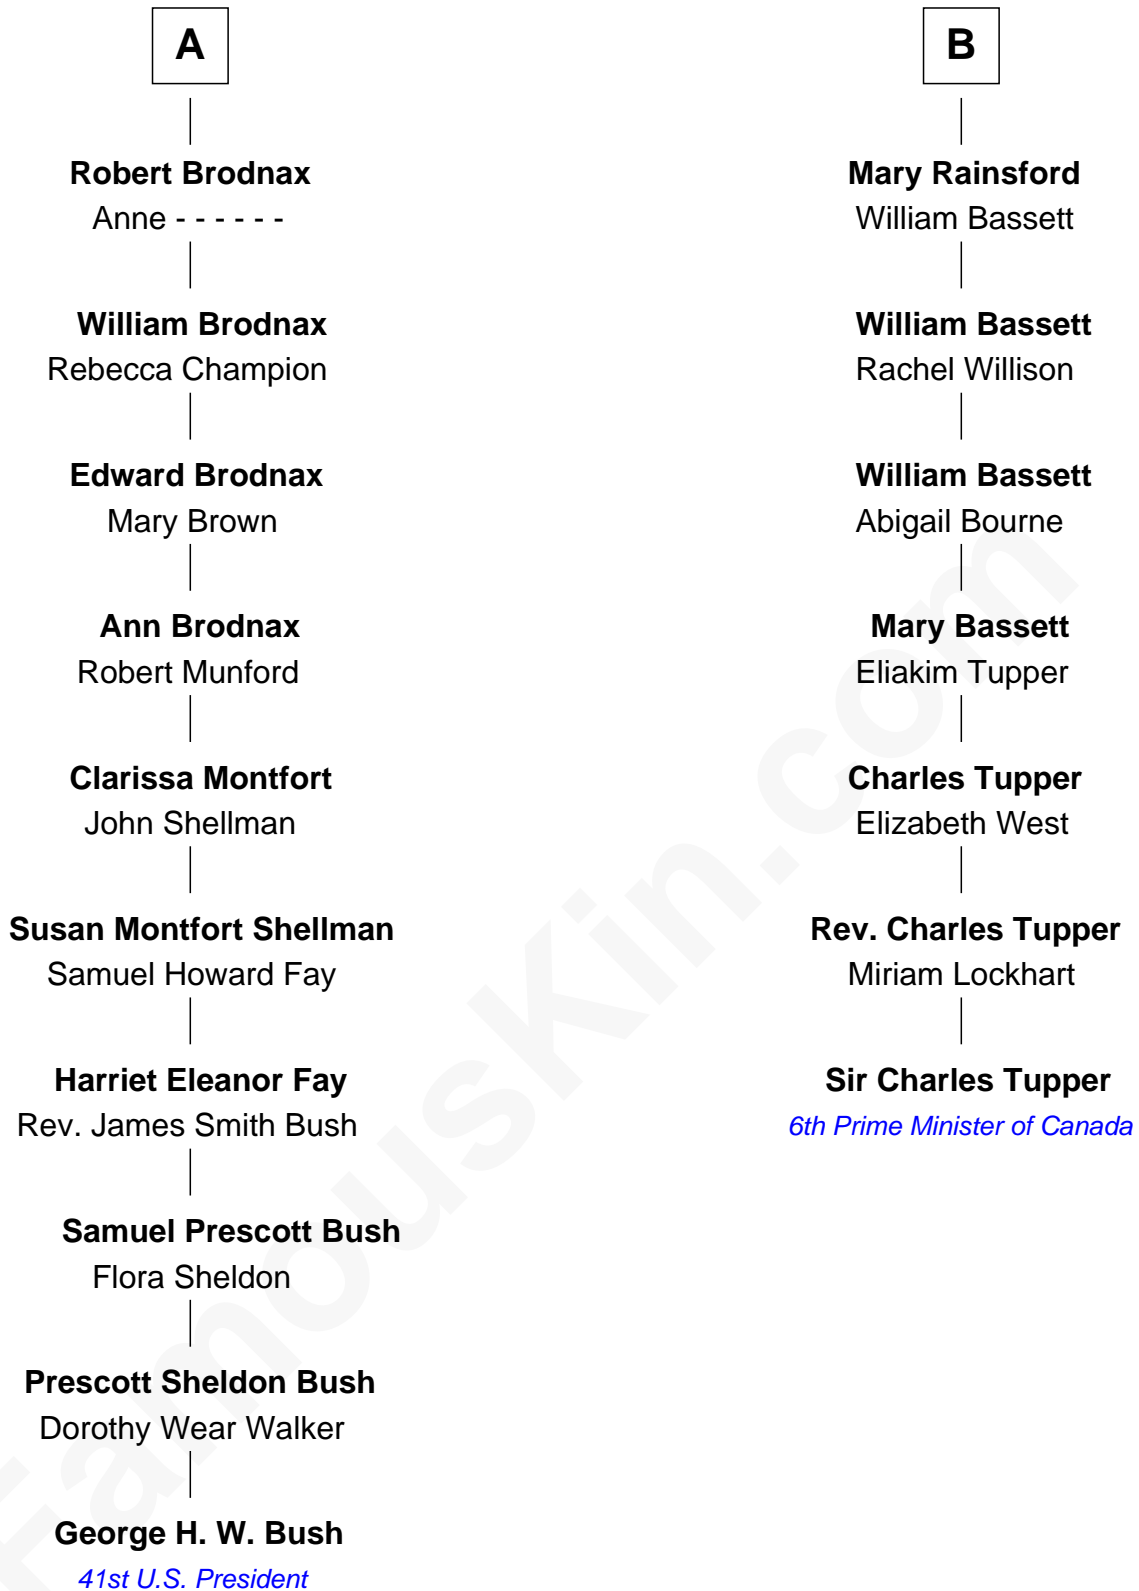 A
Robert Brodnax
Anne - - - - - -
William Brodnax
Rebecca Champion
Edward Brodnax
Mary Brown
Ann Brodnax
Robert Munford
Clarissa Montfort
John Shellman
Susan Montfort Shellman
Samuel Howard Fay
Harriet Eleanor Fay
Rev. James Smith Bush
Samuel Prescott Bush
Flora Sheldon
Prescott Sheldon Bush
Dorothy Wear Walker
George H. W. Bush
41st U.S. President
B
Mary Rainsford
William Bassett
William Bassett
Rachel Willison
William Bassett
Abigail Bourne
Mary Bassett
Eliakim Tupper
Charles Tupper
Elizabeth West
Rev. Charles Tupper
Miriam Lockhart
Sir Charles Tupper
6th Prime Minister of Canada
FamousKin.com